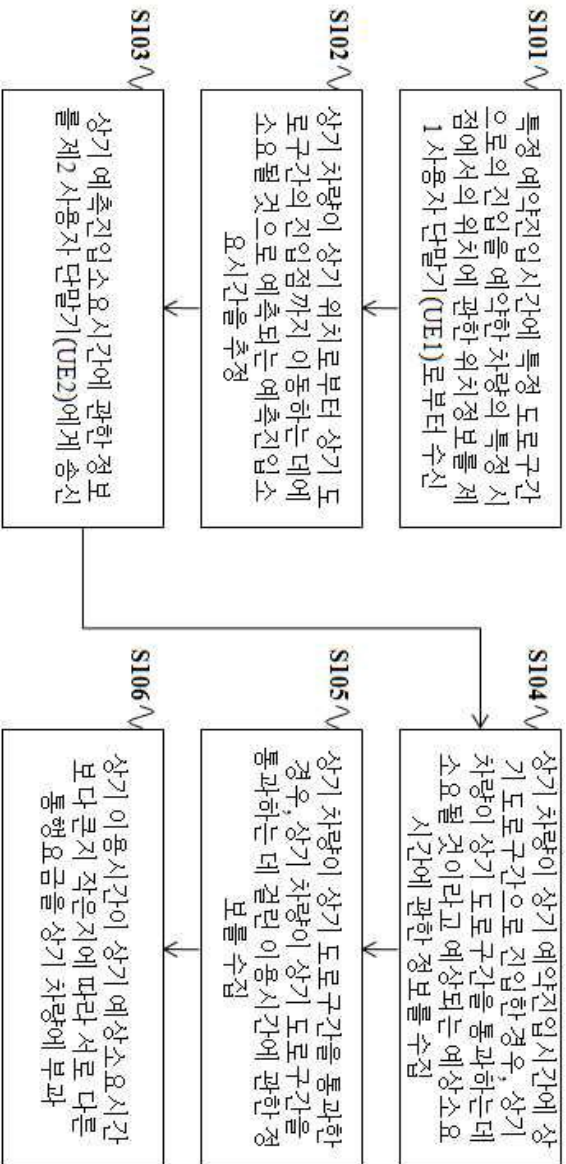 S101
특정 예약진입시간에 특정 도로구간
으로의 진입을 예약한 차량의 특정 시
점에서의 위치에 관한 위치정보를 제
1 사용자 단말기(UE1)로부터 수신
S102
상기 차량이 상기 위치로부터 상기 도
로구간의 진입점까지 이동하는 데에
소요될 것으로 예측되는 예측진입소
요시간을 추정
S103
상기 예측진입소요시간에 관한 정보
를 제2 사용자 단말기(UE2)에게 송신
S104
상기 차량이 상기 예약진입시간에 상
기 도로구간으로 진입한 경우, 상기
차량이 상기 도로구간을 통과하는데
소요될 것이라고 예상되는 예상소요
시간에 관한 정보를 수집
S105
상기 차량이 상기 도로구간을 통과한
경우, 상기 차량이 상기 도로구간을
통과하는 데 걸린 이용시간에 관한 정
보를 수집
S106
상기 이용시간이 상기 예상소요시간
보다 큰지 작은지에 따라 서로 다른
통행요금을 상기 차량에 부과